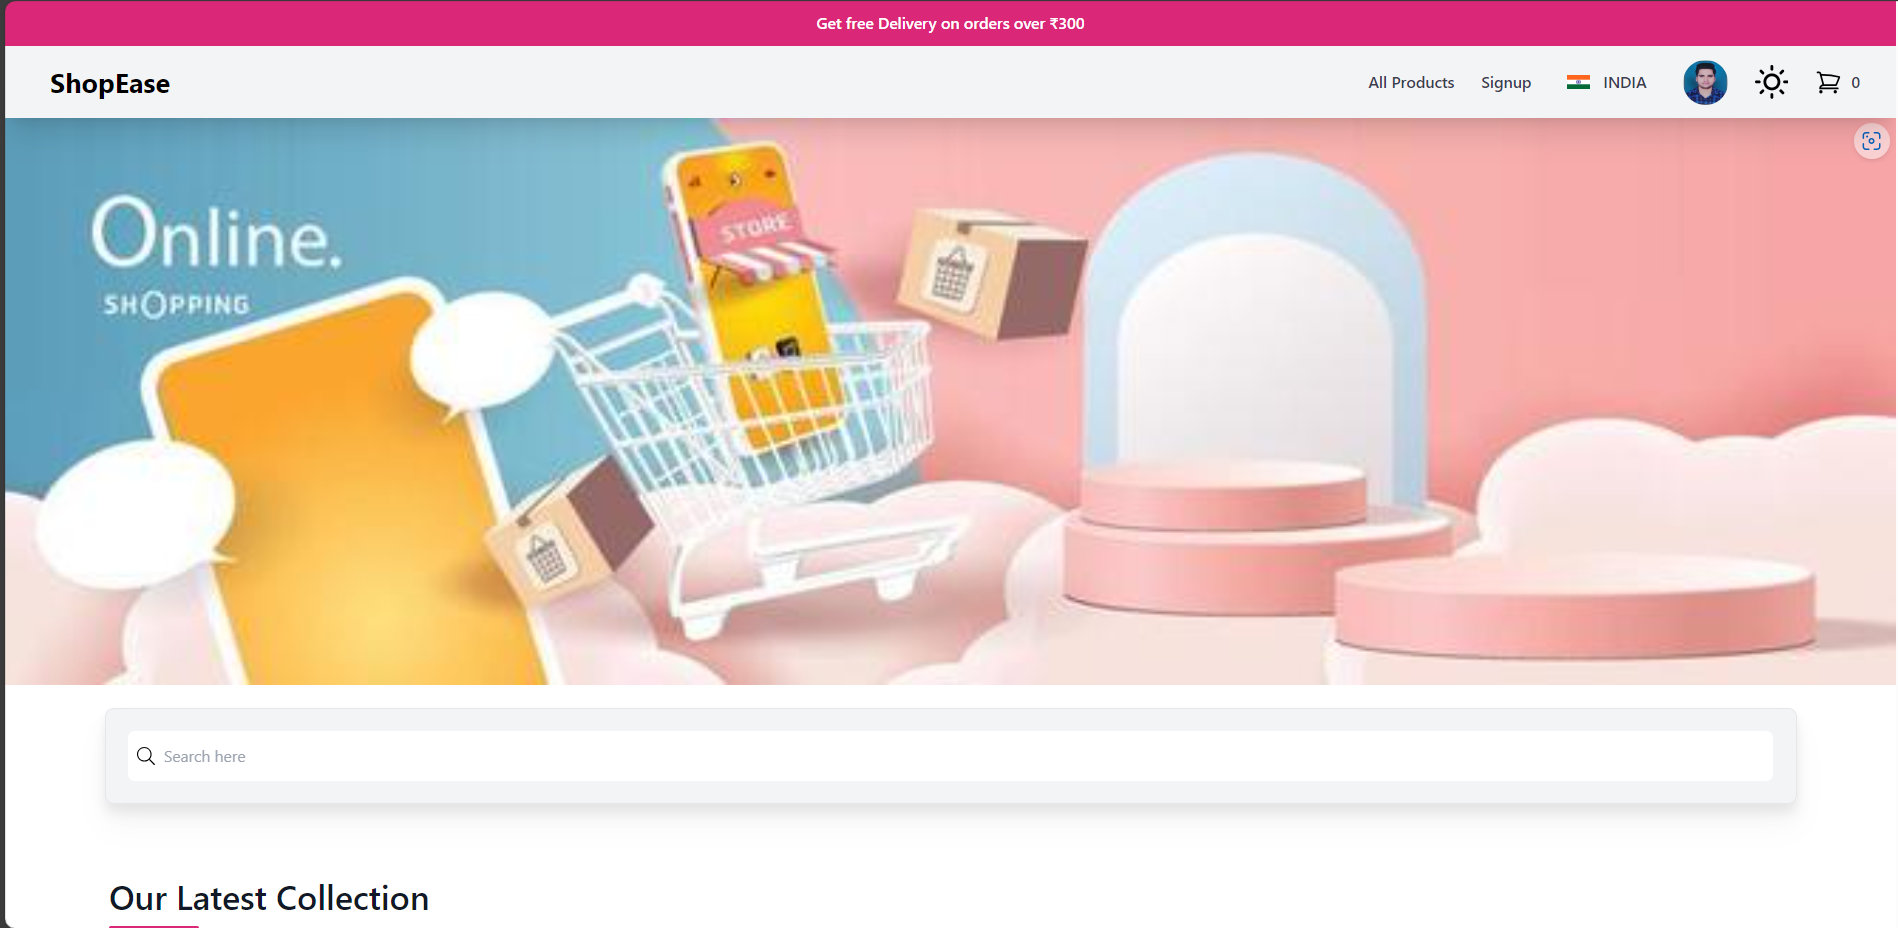 Get free Delivery on orders over ₹300
ShopEase
All Products
Signup
INDIA
0
Online.
SHOPPING
STORE
Search here
Our Latest Collection